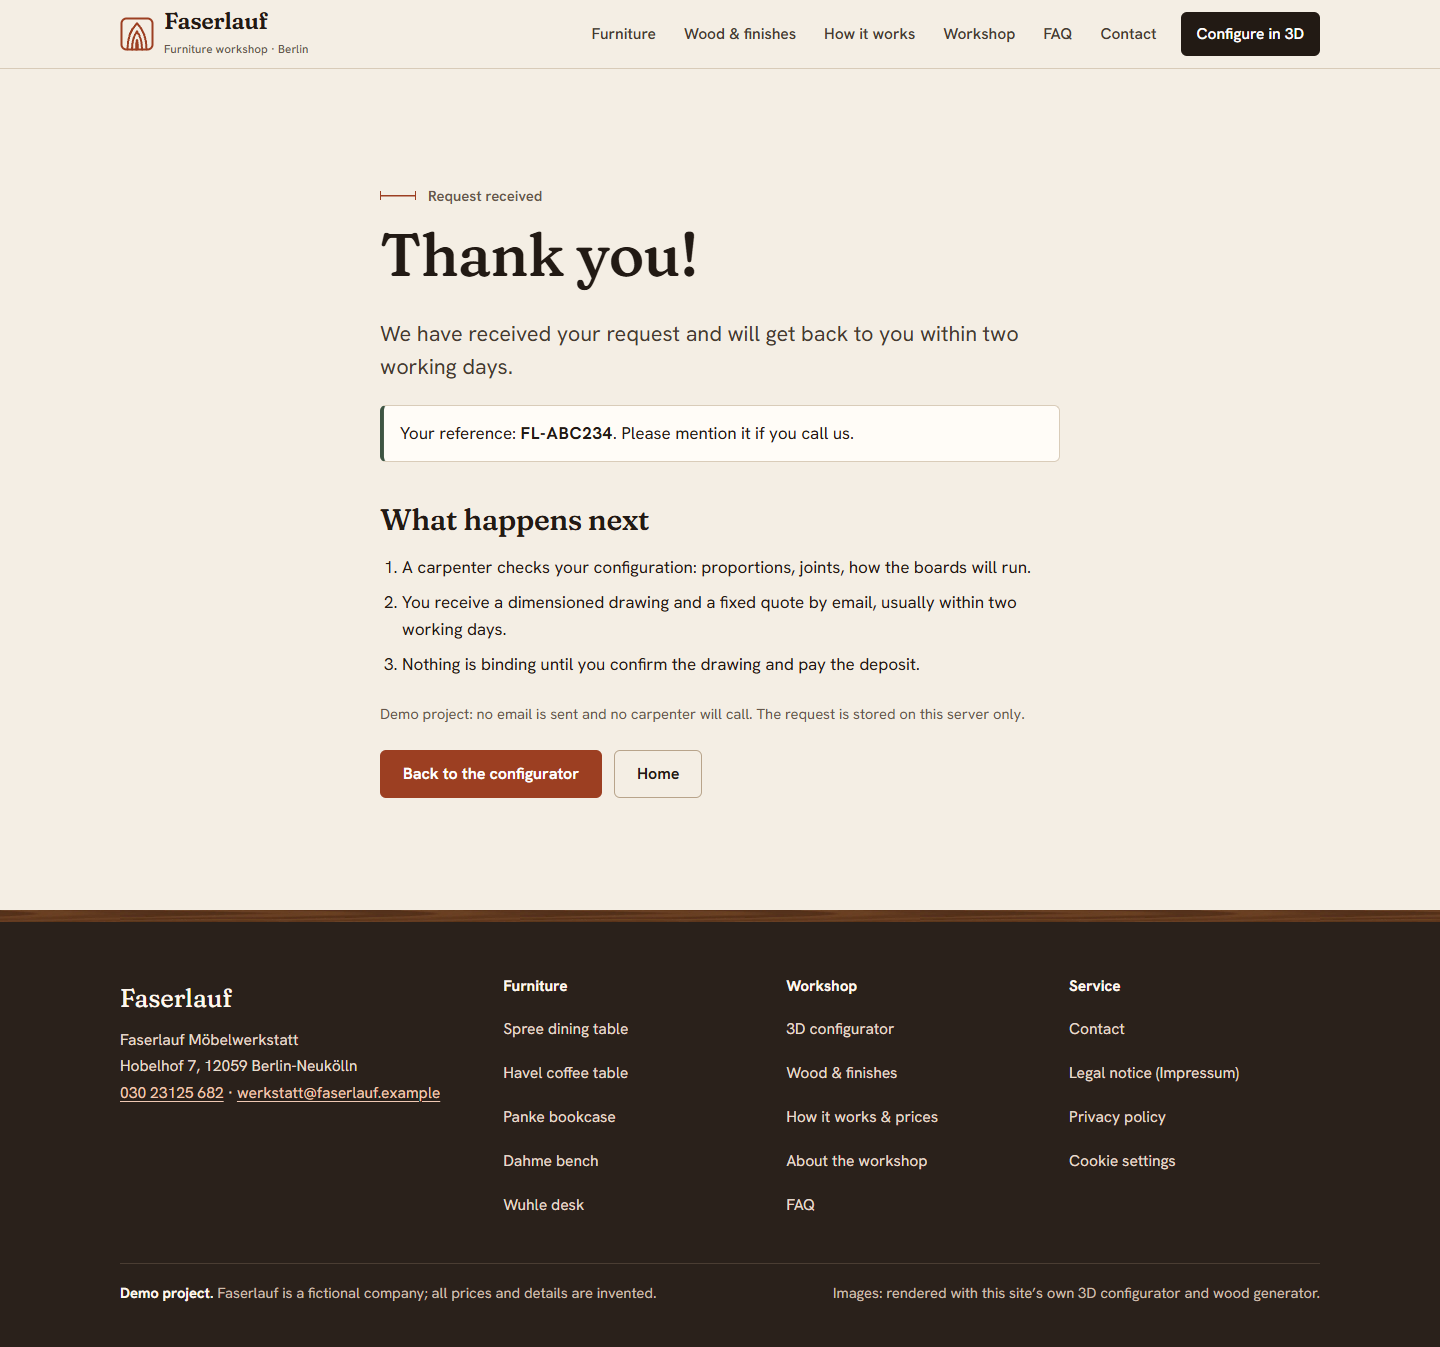 Faserlauf
Furniture workshop · Berlin
Furniture
Wood & finishes
How it works
Workshop
FAQ
Contact
Configure in 3D
Request received
Thank you!
We have received your request and will get back to you within two
working days.
Your reference: FL-ABC234. Please mention it if you call us.
What happens next
1. A carpenter checks your configuration: proportions, joints, how the boards will run.
2. You receive a dimensioned drawing and a fixed quote by email, usually within two
working days.
3. Nothing is binding until you confirm the drawing and pay the deposit.
Demo project: no email is sent and no carpenter will call. The request is stored on this server only.
Back to the configurator
Home
Faserlauf
Faserlauf Möbelwerkstatt
Hobelhof 7, 12059 Berlin-Neukölln
030 23125 682 · werkstatt@faserlauf.example
Furniture
Spree dining table
Havel coffee table
Panke bookcase
Dahme bench
Wuhle desk
Workshop
3D configurator
Wood & finishes
How it works & prices
About the workshop
FAQ
Service
Contact
Legal notice (Impressum)
Privacy policy
Cookie settings
Demo project. Faserlauf is a fictional company; all prices and details are invented.
Images: rendered with this site’s own 3D configurator and wood generator.